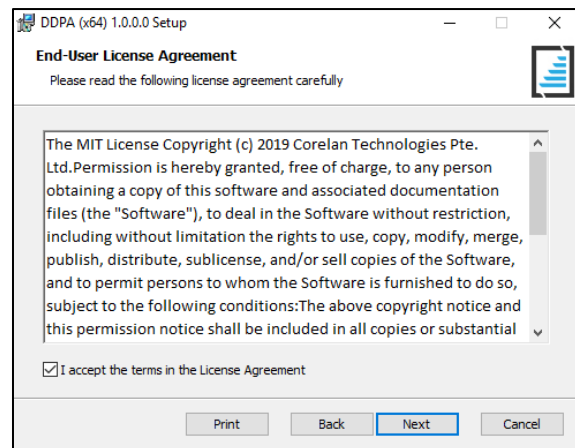 DDPA (x64) 1.0.0.0 Setup
End-User License Agreement
Please read the following license agreement carefully
The MIT License Copyright (c) 2019 Corelan Technologies Pte.
Ltd.Permission is hereby granted, free of charge, to any person
obtaining a copy of this software and associated documentation
files (the "Software"), to deal in the Software without restriction,
including without limitation the rights to use, copy, modify, merge,
publish, distribute, sublicense, and/or sell copies of the Software,
and to permit persons to whom the Software is furnished to do so,
subject to the following conditions:The above copyright notice and
this permission notice shall be included in all copies or substantial
I accept the terms in the License Agreement
Print Back Next Cancel